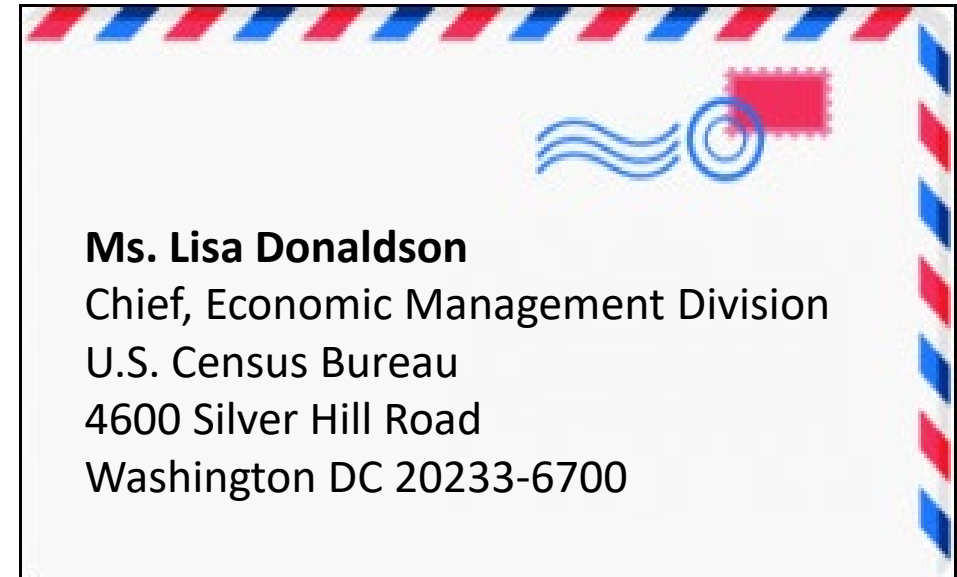 Ms. Lisa Donaldson
Chief, Economic Management Division
U.S. Census Bureau
4600 Silver Hill Road
Washington DC 20233-6700